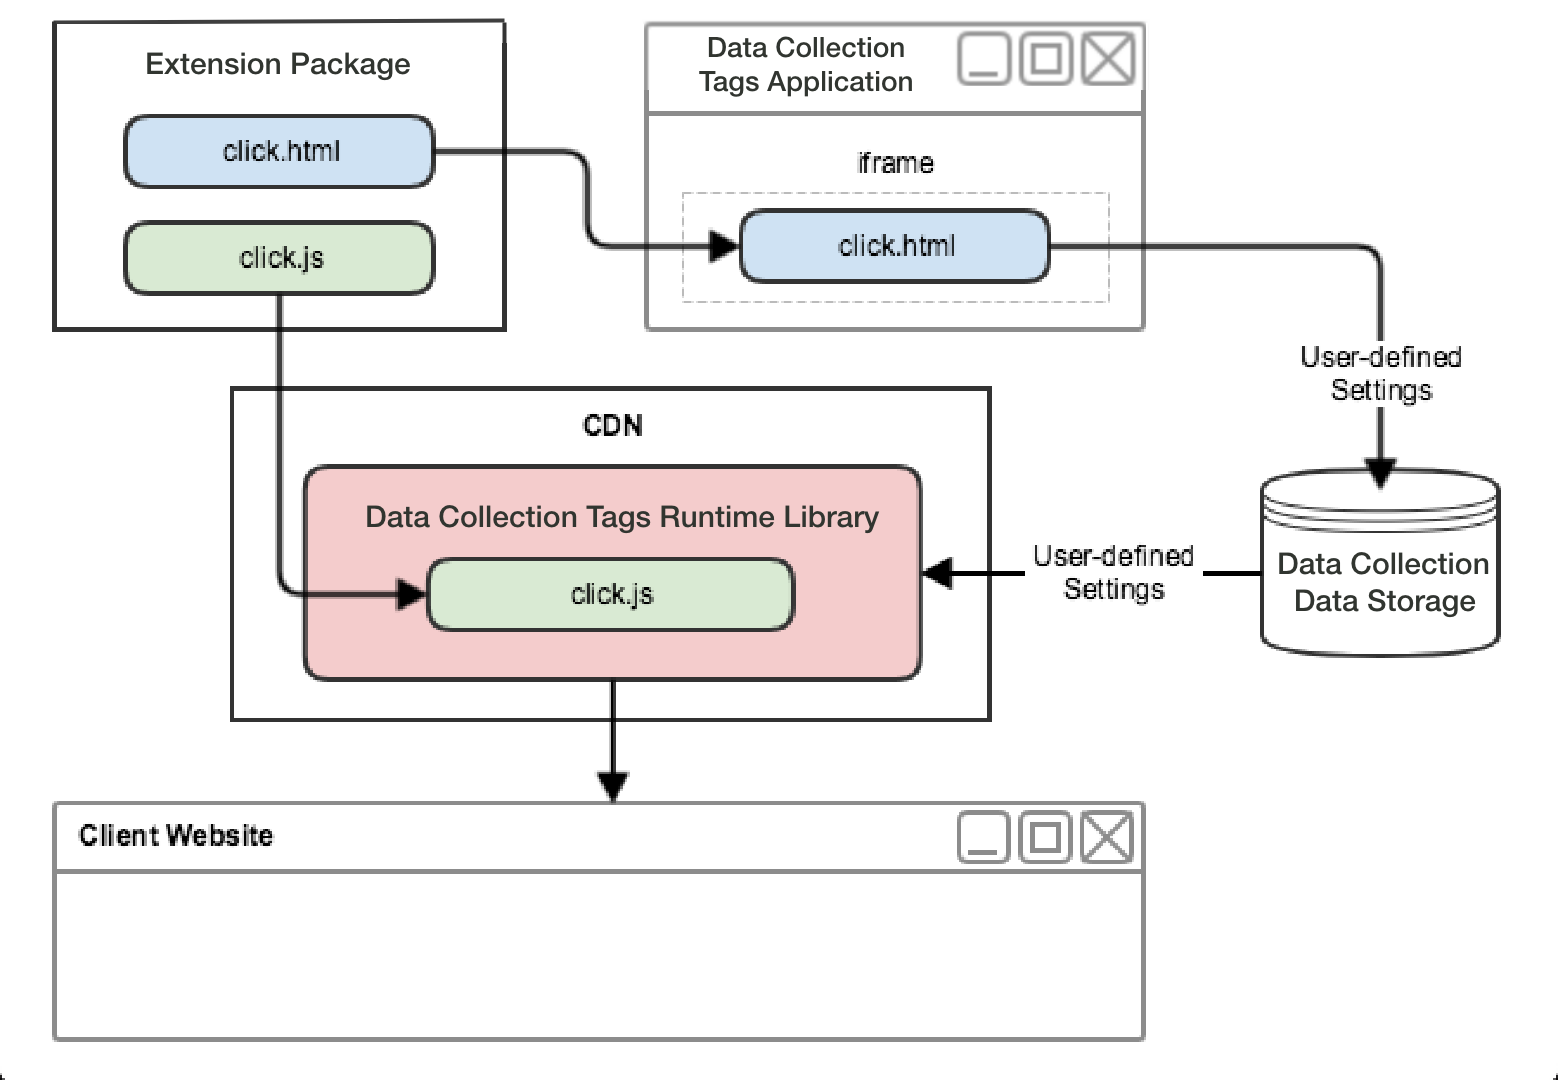 Extension Package
click.html
click.js
Data Collection
Tags Application
iframe
click.html
User-defined
Settings
CDN
Data Collection Tags Runtime Library
click.js
User-defined
Settings
Data Collection
Data Storage
Client Website